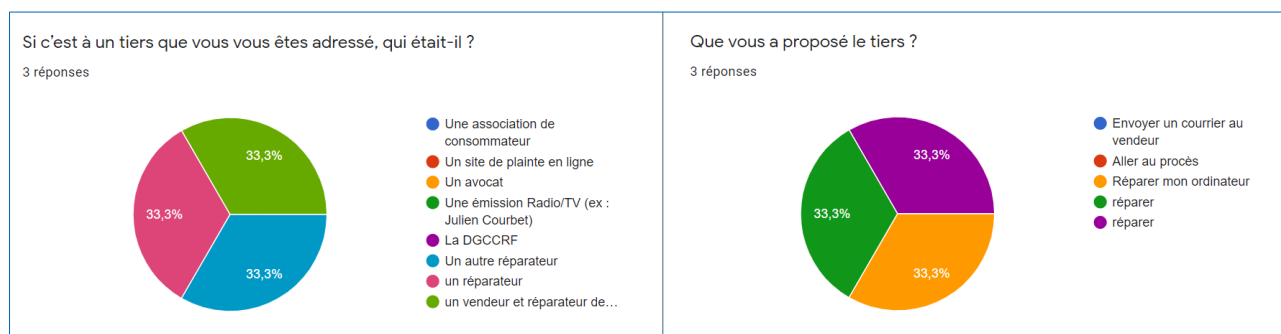 Si c'est à un tiers que vous vous êtes adressé, qui était-il ?
3 réponses
33,3%
33,3%
33,3%
Une association de
consommateur
Un site de plainte en ligne
Un avocat
Une émission Radio/TV (ex :
Julien Courbet)
La DGCCRF
Un autre réparateur
un réparateur
un vendeur et réparateur de…
Que vous a proposé le tiers ?
3 réponses
33,3%
33,3%
33,3%
Envoyer un courrier au
vendeur
Aller au procès
Réparer mon ordinateur
réparer
réparer